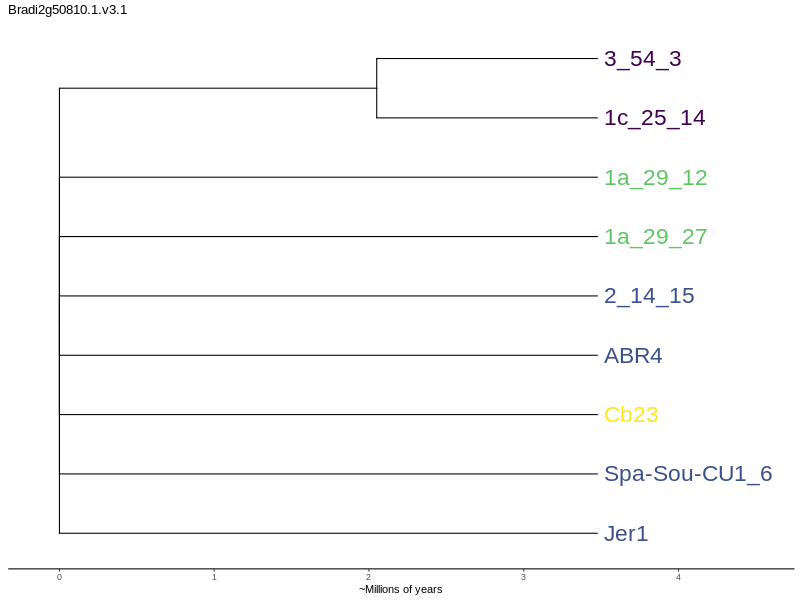 Bradi2g50810.1.v3.1
3_54_3
1c_25_14
1a_29_12
1a_29_27
2_14_15
ABR4
Cb23
Spa-Sou-CU1_6
Jer1
0 1 2 3 4
~Millions of years